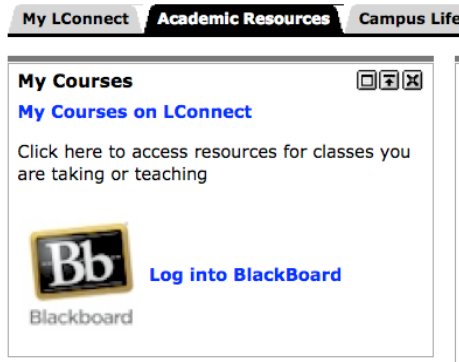 My LConnect Academic Resources Campus Life
My Courses
My Courses on LConnect
Click here to access resources for classes you
are taking or teaching
Bb
Log into BlackBoard
Blackboard